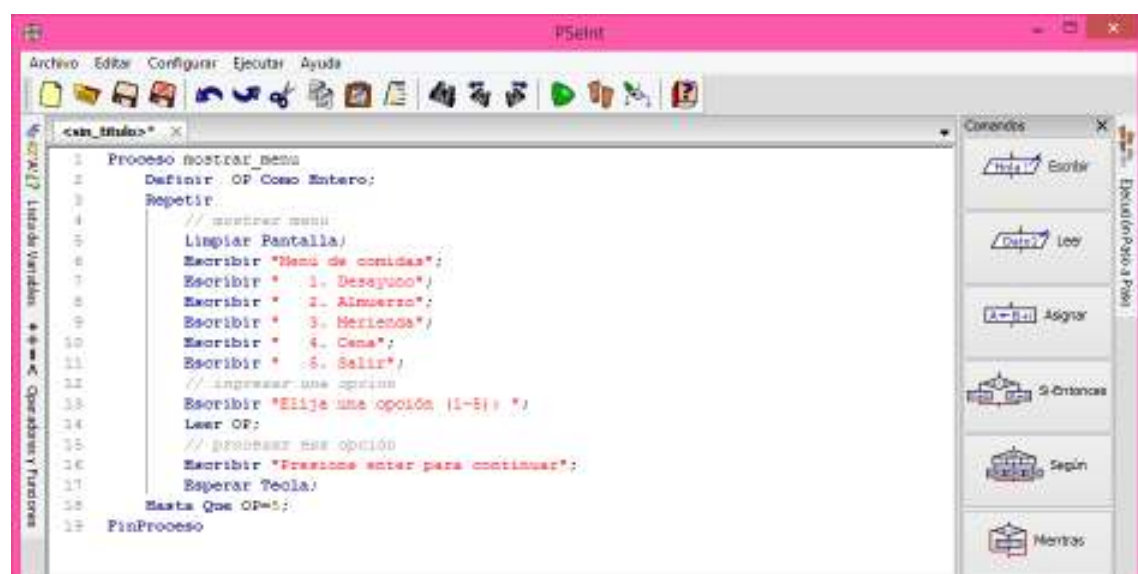 PSeInt
Archivo Editar Configurar Ejecutar Ayuda
<sin_titulo>* ×
Comandos X
1 Proceso mostrar_menu
2 Definir OP Como Entero;
3 Repetir
4 // mostrar menu
5 Limpiar Pantalla;
6 Escribir "Menú de comidas";
7 Escribir " 1. Desayuno";
8 Escribir " 2. Almuerzo";
9 Escribir " 3. Merienda";
10 Escribir " 4. Cena";
11 Escribir " 5. Salir";
12 // ingresar una opcion
13 Escribir "Elija una opción (1-5): ";
14 Leer OP;
15 // procesar esa opción
16 Escribir "Presione enter para continuar";
17 Esperar Tecla;
18 Hasta Que OP=5;
19 FinProceso
Lista de Variables
Operadores y Funciones
Escribir
Leer
Asignar
Si-Entonces
Según
Mientras
Ejecución Paso a Paso